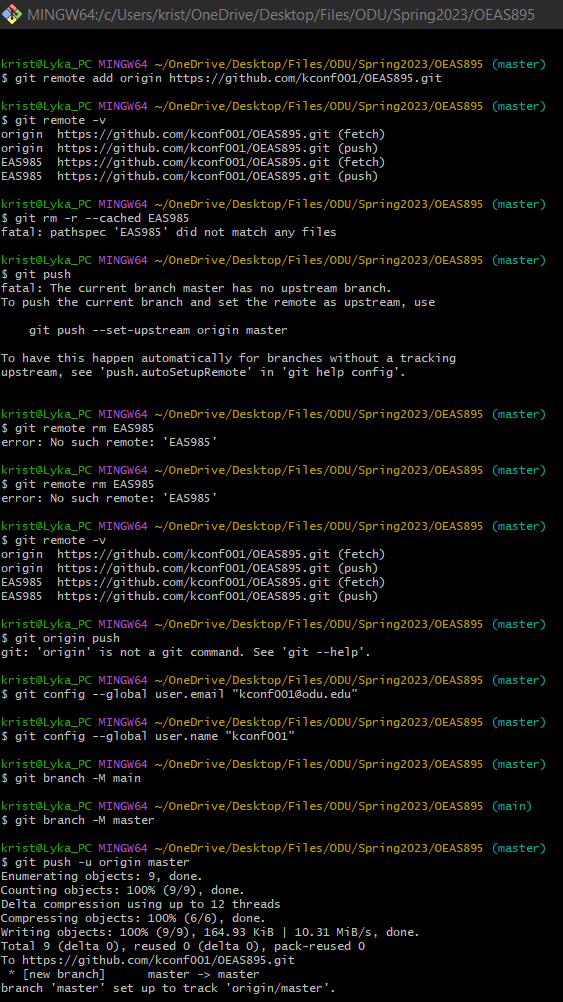 MINGW64:/c/Users/krist/OneDrive/Desktop/Files/ODU/Spring2023/OEAS895
krist@Lyka_PC MINGW64 ~/OneDrive/Desktop/Files/ODU/Spring2023/OEAS895 (master)
$ git remote add origin https://github.com/kconf001/OEAS895.git
krist@Lyka_PC MINGW64 ~/OneDrive/Desktop/Files/ODU/Spring2023/OEAS895 (master)
$ git remote -v
origin  https://github.com/kconf001/OEAS895.git (fetch)
origin  https://github.com/kconf001/OEAS895.git (push)
EAS985  https://github.com/kconf001/OEAS895.git (fetch)
EAS985  https://github.com/kconf001/OEAS895.git (push)
krist@Lyka_PC MINGW64 ~/OneDrive/Desktop/Files/ODU/Spring2023/OEAS895 (master)
$ git rm -r --cached EAS985
fatal: pathspec 'EAS985' did not match any files
krist@Lyka_PC MINGW64 ~/OneDrive/Desktop/Files/ODU/Spring2023/OEAS895 (master)
$ git push
fatal: The current branch master has no upstream branch.
To push the current branch and set the remote as upstream, use
git push --set-upstream origin master
To have this happen automatically for branches without a tracking
upstream, see 'push.autoSetupRemote' in 'git help config'.
krist@Lyka_PC MINGW64 ~/OneDrive/Desktop/Files/ODU/Spring2023/OEAS895 (master)
$ git remote rm EAS985
error: No such remote: 'EAS985'
krist@Lyka_PC MINGW64 ~/OneDrive/Desktop/Files/ODU/Spring2023/OEAS895 (master)
$ git remote rm EAS985
error: No such remote: 'EAS985'
krist@Lyka_PC MINGW64 ~/OneDrive/Desktop/Files/ODU/Spring2023/OEAS895 (master)
$ git remote -v
origin  https://github.com/kconf001/OEAS895.git (fetch)
origin  https://github.com/kconf001/OEAS895.git (push)
EAS985  https://github.com/kconf001/OEAS895.git (fetch)
EAS985  https://github.com/kconf001/OEAS895.git (push)
krist@Lyka_PC MINGW64 ~/OneDrive/Desktop/Files/ODU/Spring2023/OEAS895 (master)
$ git origin push
git: 'origin' is not a git command. See 'git --help'.
krist@Lyka_PC MINGW64 ~/OneDrive/Desktop/Files/ODU/Spring2023/OEAS895 (master)
$ git config --global user.email "kconf001@odu.edu"
krist@Lyka_PC MINGW64 ~/OneDrive/Desktop/Files/ODU/Spring2023/OEAS895 (master)
$ git config --global user.name "kconf001"
krist@Lyka_PC MINGW64 ~/OneDrive/Desktop/Files/ODU/Spring2023/OEAS895 (master)
$ git branch -M main
krist@Lyka_PC MINGW64 ~/OneDrive/Desktop/Files/ODU/Spring2023/OEAS895 (main)
$ git branch -M master
krist@Lyka_PC MINGW64 ~/OneDrive/Desktop/Files/ODU/Spring2023/OEAS895 (master)
$ git push -u origin master
Enumerating objects: 9, done.
Counting objects: 100% (9/9), done.
Delta compression using up to 12 threads
Compressing objects: 100% (6/6), done.
Writing objects: 100% (9/9), 164.93 KiB | 10.31 MiB/s, done.
Total 9 (delta 0), reused 0 (delta 0), pack-reused 0
To https://github.com/kconf001/OEAS895.git
* [new branch]      master -> master
branch 'master' set up to track 'origin/master'.